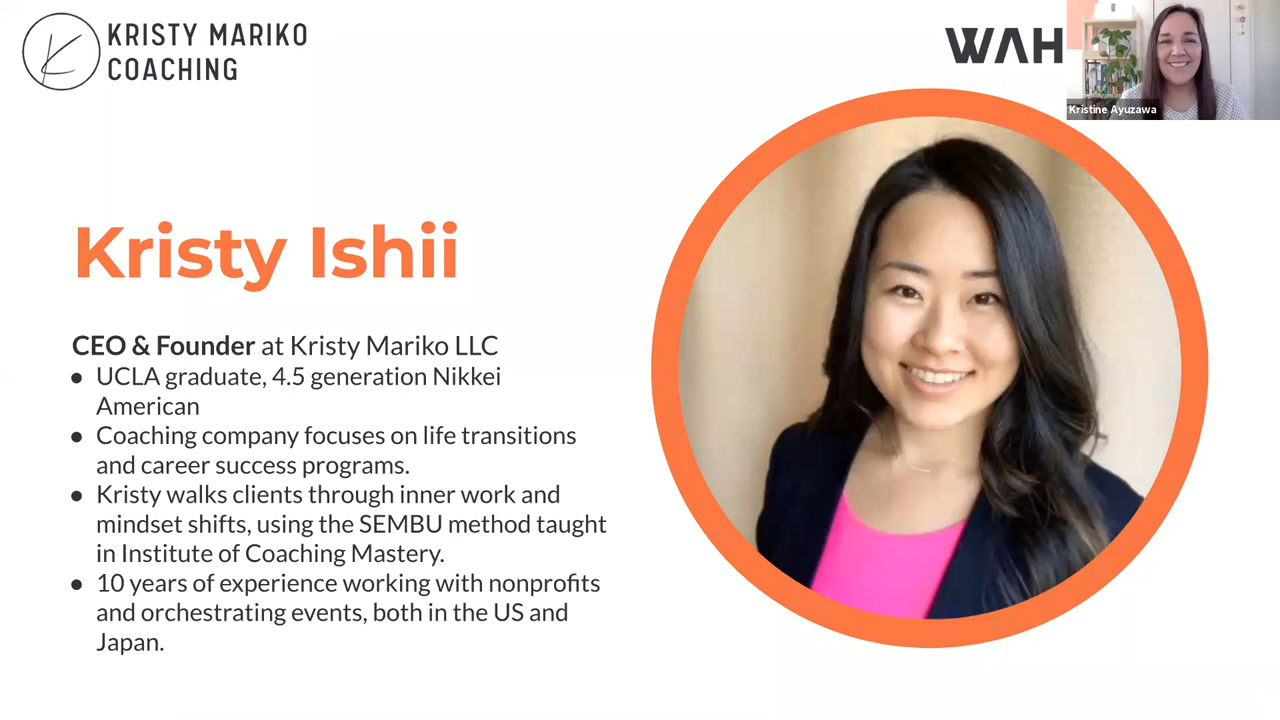 KRISTY MARIKO
COACHING
WAH
Kristine Ayuzawa
Kristy Ishii
CEO & Founder at Kristy Mariko LLC
● UCLA graduate, 4.5 generation Nikkei
American
● Coaching company focuses on life transitions
and career success programs.
● Kristy walks clients through inner work and
mindset shifts, using the SEMBU method taught
in Institute of Coaching Mastery.
● 10 years of experience working with nonprofits
and orchestrating events, both in the US and
Japan.